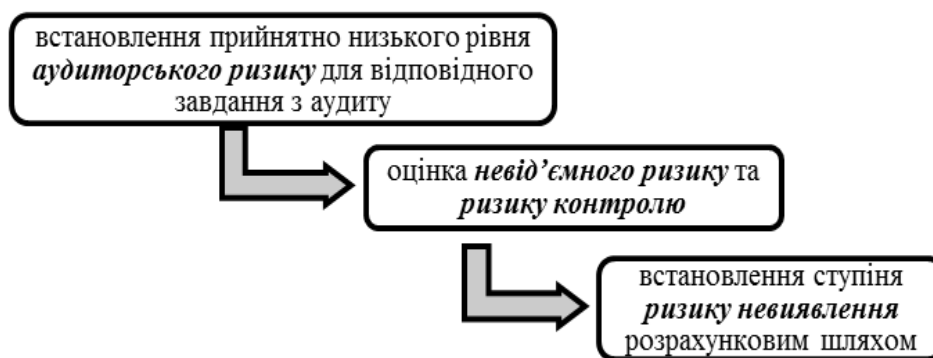 встановлення прийнятно низького рівня
аудиторського ризику для відповідного
завдання з аудиту
оцінка невід’ємного ризику та
ризику контролю
встановлення ступіня
ризику невиявлення
розрахунковим шляхом